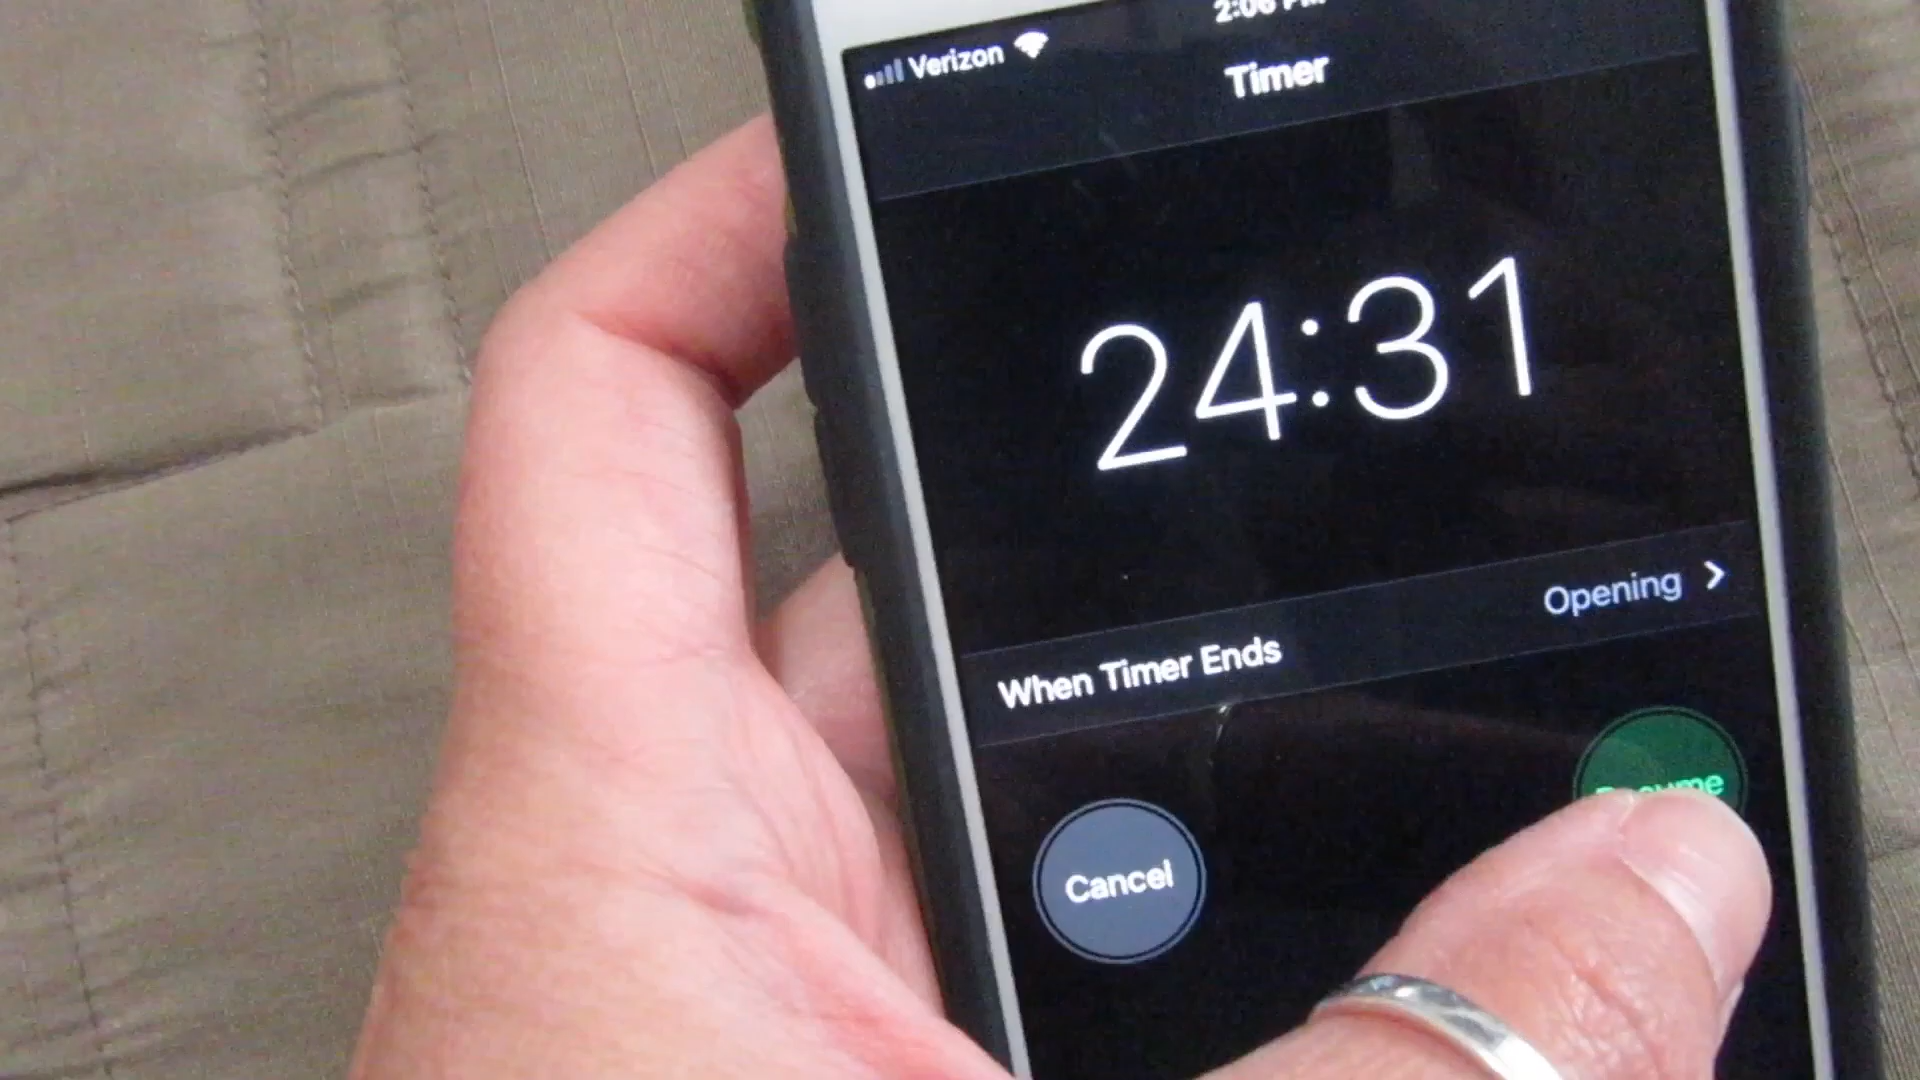 2:06 PM
Verizon
Timer
24:31
When Timer Ends Opening
Cancel
Resume